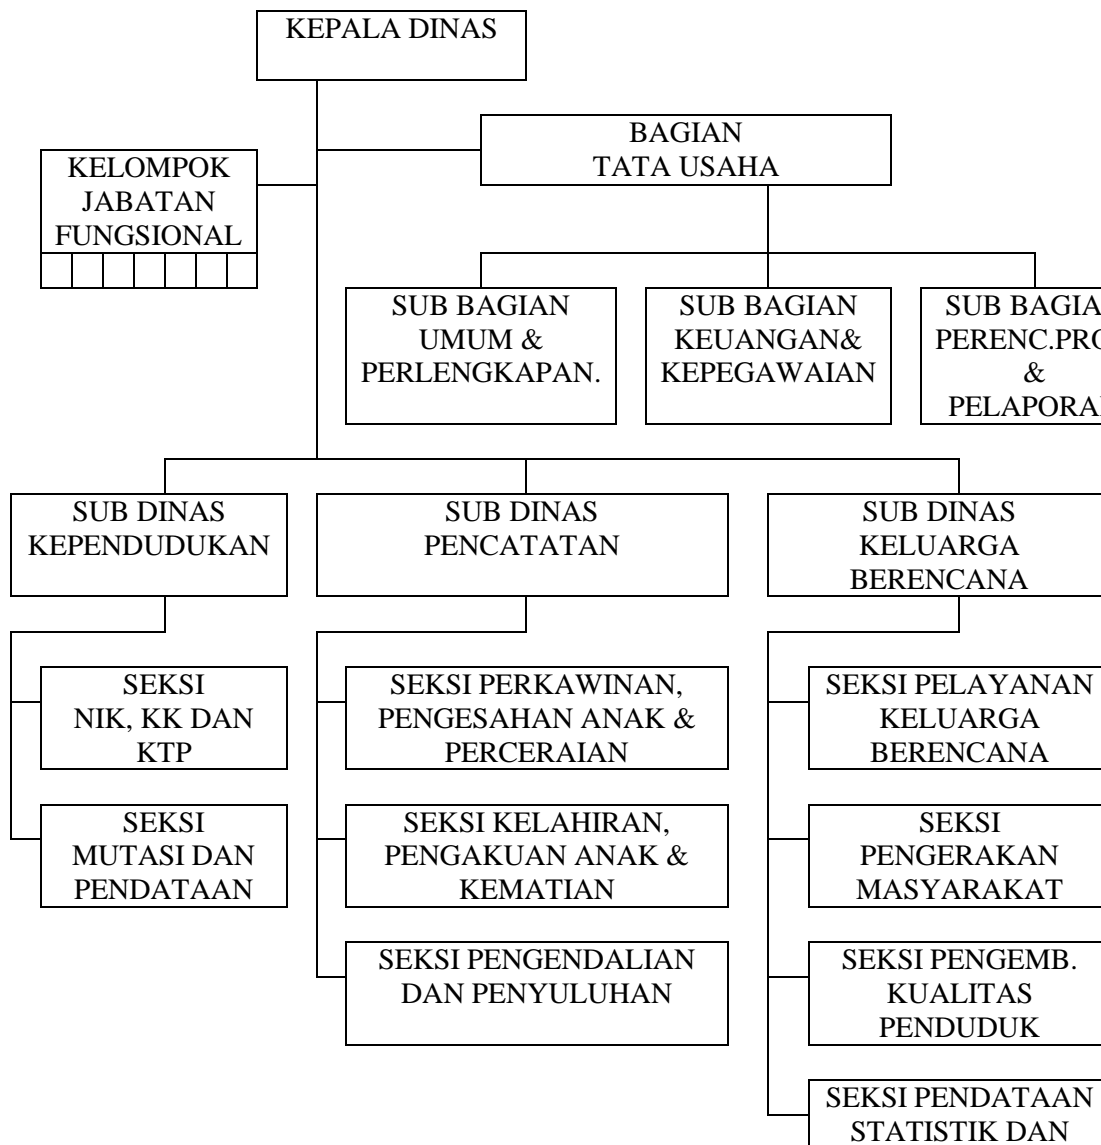 KEPALA DINAS
BAGIAN
TATA USAHA
KELOMPOK
JABATAN
FUNGSIONAL
SUB BAGIAN
UMUM &
PERLENGKAPAN.
SUB BAGIAN
KEUANGAN&
KEPEGAWAIAN
SUB
&
SUB DINAS
KEPENDUDUKAN
SUB DINAS
PENCATATAN
SUB DINAS
KELUARGA
BERENCANA
SEKSI
NIK, KK DAN
KTP
SEKSI
MUTASI DAN
PENDATAAN
SEKSI PERKAWINAN,
PENGESAHAN ANAK &
PERCERAIAN
SEKSI KELAHIRAN,
PENGAKUAN ANAK &
KEMATIAN
SEKSI PENGENDALIAN
DAN PENYULUHAN
SEKSI PELAYANAN
KELUARGA
BERENCANA
SEKSI
PENGERAKAN
MASYARAKAT
SEKSI PENGEMB.
KUALITAS
PENDUDUK
SEKSI PENDATAAN
STATISTIK DAN